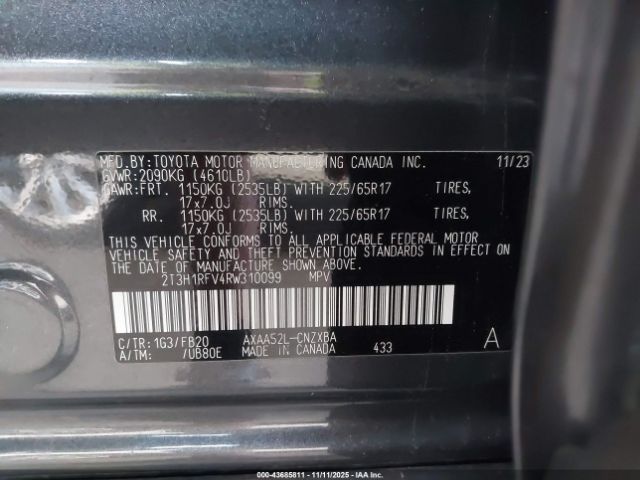 MFD.BY:TOYOTA MOTOR MANUFACTURING CANADA INC. 11/23
GVWR:2090KG (4610LB)
GAWR:FRT. 1150KG (2535LB) WITH 225/65R17 TIRES,
17x7.0J RIMS.
RR. 1150KG (2535LB) WITH 225/65R17 TIRES,
17x7.0J RIMS.
THIS VEHICLE CONFORMS TO ALL APPLICABLE FEDERAL MOTOR
VEHICLE SAFETY AND THEFT PREVENTION STANDARDS IN EFFECT
ON THE DATE OF MANUFACTURE SHOWN ABOVE.
2T3H1RFV4RW310099 MPV
C/TR:1G3/FB20 AXAA52L-CNZXBA
A/TM: /UB80E MADE IN CANADA 433 A
000-43685811 - 11/11/2025 - IAA Inc.